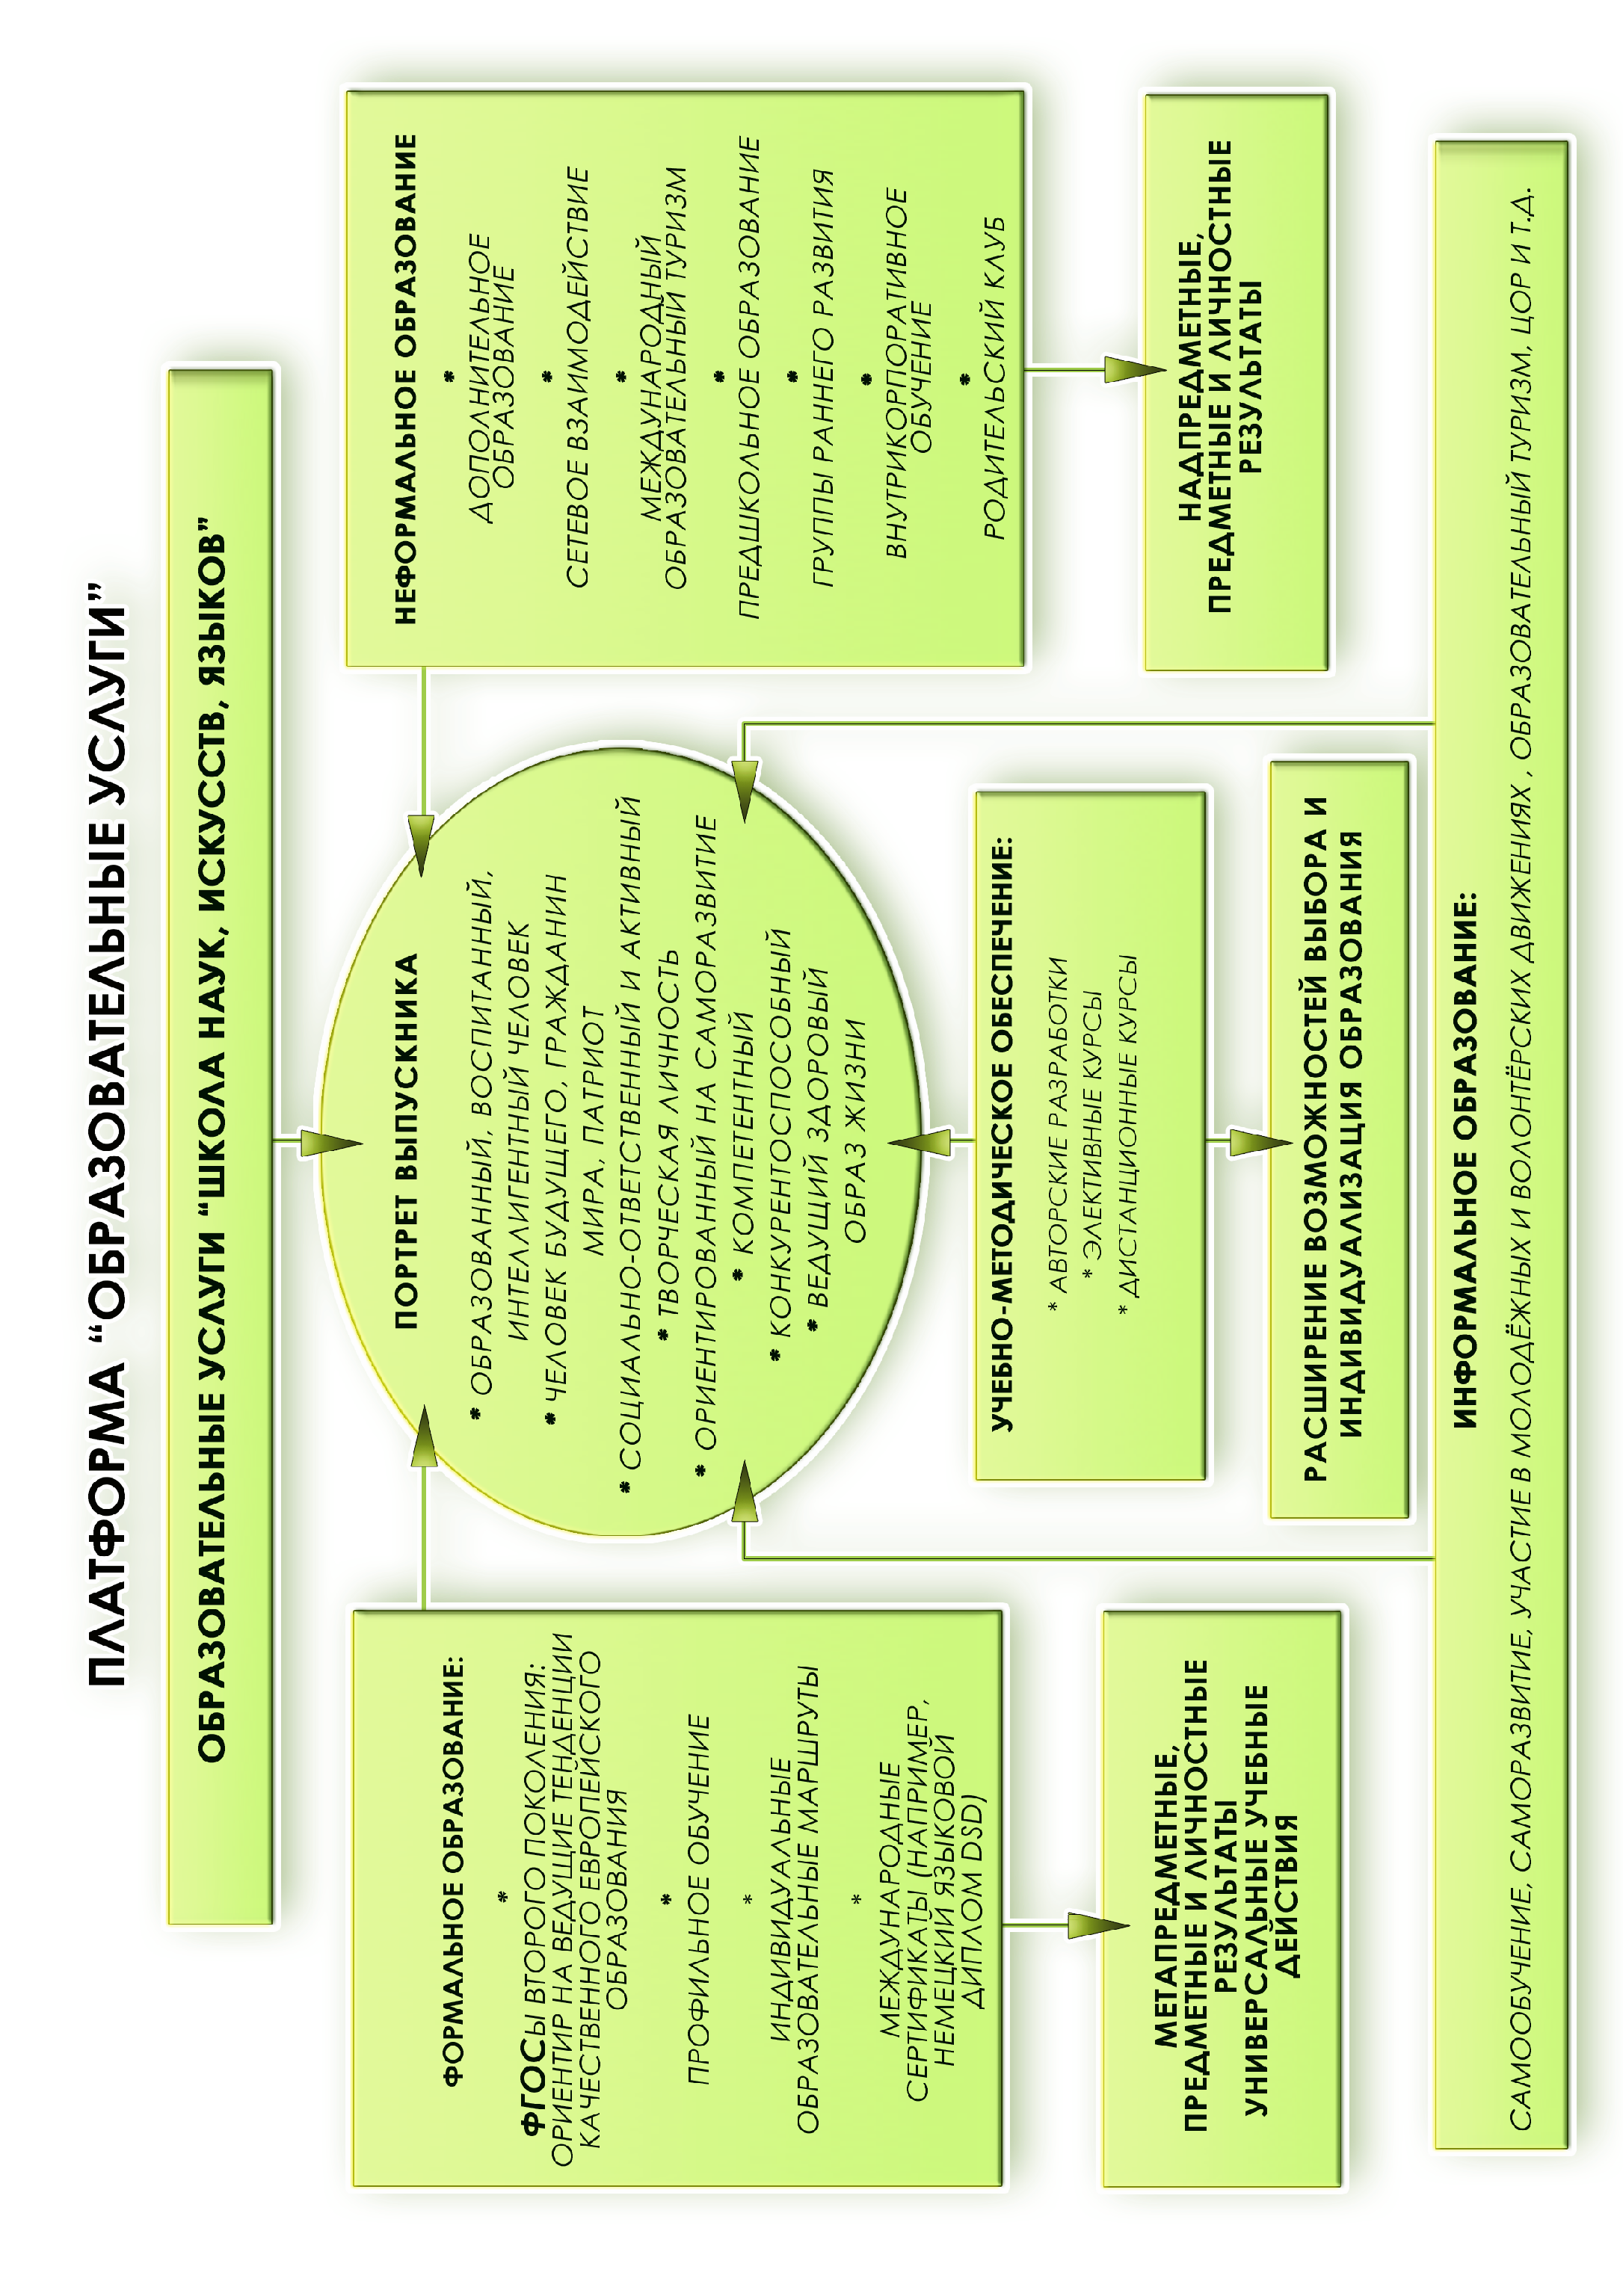 ПЛАТФОРМА “ОБРАЗОВАТЕЛЬНЫЕ УСЛУГИ”
ОБРАЗОВАТЕЛЬНЫЕ УСЛУГИ “ШКОЛА НАУК, ИСКУССТВ, ЯЗЫКОВ”
ФОРМАЛЬНОЕ ОБРАЗОВАНИЕ:
*
ФГОСЫ ВТОРОГО ПОКОЛЕНИЯ:
ОРИЕНТИР НА ВЕДУЩИЕ ТЕНДЕНЦИИ
КАЧЕСТВЕННОГО ЕВРОПЕЙСКОГО
ОБРАЗОВАНИЯ
*
ПРОФИЛЬНОЕ ОБУЧЕНИЕ
*
ИНДИВИДУАЛЬНЫЕ
ОБРАЗОВАТЕЛЬНЫЕ МАРШРУТЫ
*
МЕЖДУНАРОДНЫЕ
СЕРТИФИКАТЫ (НАПРИМЕР,
НЕМЕЦКИЙ ЯЗЫКОВОЙ
ДИПЛОМ DSD)
МЕТАПРЕДМЕТНЫЕ,
ПРЕДМЕТНЫЕ И ЛИЧНОСТНЫЕ
РЕЗУЛЬТАТЫ
УНИВЕРСАЛЬНЫЕ УЧЕБНЫЕ
ДЕЙСТВИЯ
ПОРТРЕТ ВЫПУСКНИКА
* ОБРАЗОВАННЫЙ, ВОСПИТАННЫЙ,
ИНТЕЛЛИГЕНТНЫЙ ЧЕЛОВЕК
* ЧЕЛОВЕК БУДУЩЕГО, ГРАЖДАНИН
МИРА, ПАТРИОТ
* СОЦИАЛЬНО-ОТВЕТСТВЕННЫЙ И АКТИВНЫЙ
* ТВОРЧЕСКАЯ ЛИЧНОСТЬ
* ОРИЕНТИРОВАННЫЙ НА САМОРАЗВИТИЕ
* КОМПЕТЕНТНЫЙ
* КОНКУРЕНТОСПОСОБНЫЙ
* ВЕДУЩИЙ ЗДОРОВЫЙ
ОБРАЗ ЖИЗНИ
УЧЕБНО-МЕТОДИЧЕСКОЕ ОБЕСПЕЧЕНИЕ:
* АВТОРСКИЕ РАЗРАБОТКИ
* ЭЛЕКТИВНЫЕ КУРСЫ
* ДИСТАНЦИОННЫЕ КУРСЫ
РАСШИРЕНИЕ ВОЗМОЖНОСТЕЙ ВЫБОРА И
ИНДИВИДУАЛИЗАЦИЯ ОБРАЗОВАНИЯ
НЕФОРМАЛЬНОЕ ОБРАЗОВАНИЕ
*
ДОПОЛНИТЕЛЬНОЕ
ОБРАЗОВАНИЕ
*
СЕТЕВОЕ ВЗАИМОДЕЙСТВИЕ
*
МЕЖДУНАРОДНЫЙ
ОБРАЗОВАТЕЛЬНЫЙ ТУРИЗМ
*
ПРЕДШКОЛЬНОЕ ОБРАЗОВАНИЕ
*
ГРУППЫ РАННЕГО РАЗВИТИЯ
*
ВНУТРИКОРПОРАТИВНОЕ
ОБУЧЕНИЕ
*
РОДИТЕЛЬСКИЙ КЛУБ
НАДПРЕДМЕТНЫЕ,
ПРЕДМЕТНЫЕ И ЛИЧНОСТНЫЕ
РЕЗУЛЬТАТЫ
ИНФОРМАЛЬНОЕ ОБРАЗОВАНИЕ:
САМООБУЧЕНИЕ, САМОРАЗВИТИЕ, УЧАСТИЕ В МОЛОДЁЖНЫХ И ВОЛОНТЁРСКИХ ДВИЖЕНИЯХ , ОБРАЗОВАТЕЛЬНЫЙ ТУРИЗМ, ЦОР И Т.Д.